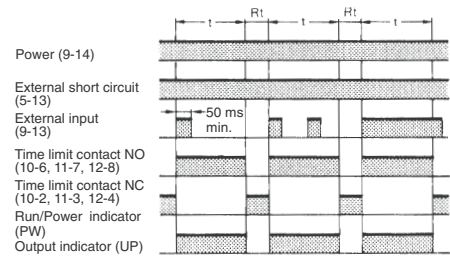 Rt Rt
t t t
Power (9-14)
External short circuit
(5-13)
External input
(9-13)
50 ms
min.
Time limit contact NO
(10-6, 11-7, 12-8)
Time limit contact NC
(10-2, 11-3, 12-4)
Run/Power indicator
(PW)
Output indicator (UP)